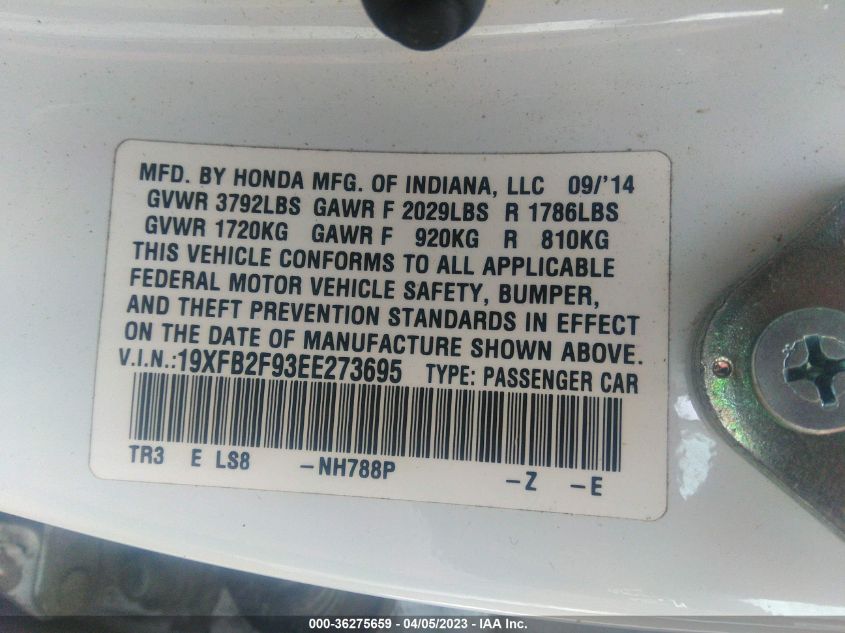 MFD. BY HONDA MFG. OF INDIANA, LLC 09/'14
GVWR 3792LBS GAWR F 2029LBS R 1786LBS
GVWR 1720KG GAWR F 920KG R 810KG
THIS VEHICLE CONFORMS TO ALL APPLICABLE
FEDERAL MOTOR VEHICLE SAFETY, BUMPER,
AND THEFT PREVENTION STANDARDS IN EFFECT
ON THE DATE OF MANUFACTURE SHOWN ABOVE.
V.I.N.:19XFB2F93EE273695 TYPE: PASSENGER CAR
TR3 E LS8 -NH788P -Z -E
000-36275659 - 04/05/2023 - IAA Inc.